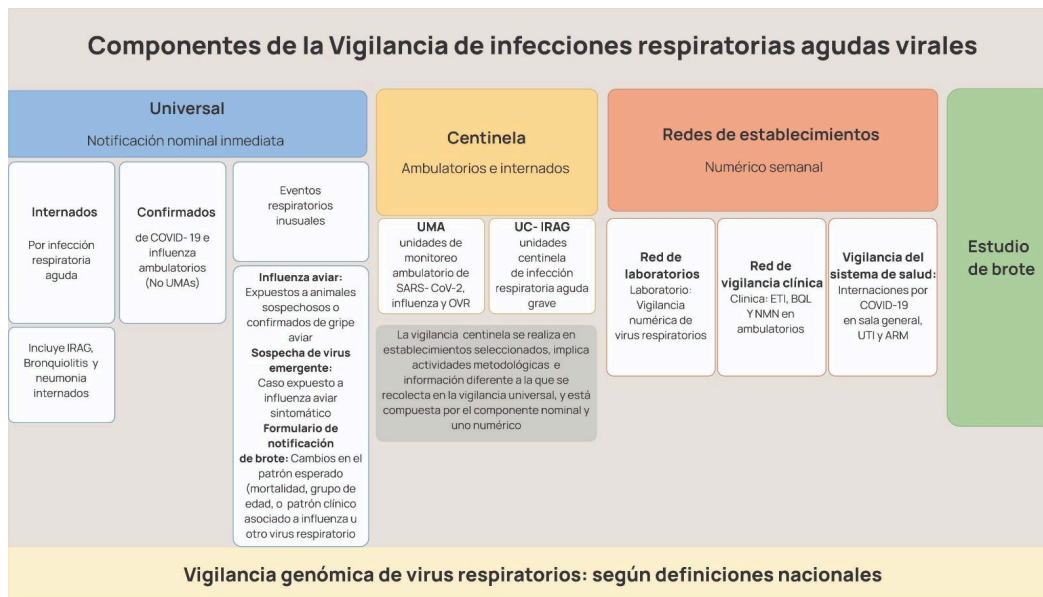 Componentes de la Vigilancia de infecciones respiratorias agudas virales
Universal
Notificación nominal inmediata
Internados
Por infección
respiratoria
aguda
Incluye IRAG,
Bronquiolitis y
neumonia
internados
Confirmados
de COVID-19 e
influenza
ambulatorios
(No UMAs)
Eventos
respiratorios
inusuales
Influenza aviar:
Expuestos a animales
sospechosos o
confirmados de gripe
aviar
Sospecha de virus
emergente:
Caso expuesto a
influenza aviar
sintomático
Formulario de
notificación
de brote: Cambios en el
patrón esperado
(mortalidad, grupo de
edad, o patrón clínico
asociado a influenza u
otro virus respiratorio
Centinela
Ambulatorios e internados
UMA
unidades de
monitoreo
ambulatorio de
SARS- CoV-2,
influenza y OVR
UC- IRAG
unidades
centinela
de infección
respiratoria aguda
grave
La vigilancia centinela se realiza en
establecimientos seleccionados, implica
actividades metodológicas e
información diferente a la que se
recolecta en la vigilancia universal, y está
compuesta por el componente nominal y
uno numérico
Redes de establecimientos
Numérico semanal
Red de
laboratorios
Laboratorio:
Vigilancia
numérica de
virus respiratorios
Red de
vigilancia clínica
Clinica: ETI, BQL
Y NMN en
ambulatorios
Vigilancia del
sistema de salud:
Internaciones por
COVID-19
en sala general,
UTI y ARM
Estudio
de brote
Vigilancia genómica de virus respiratorios: según definiciones nacionales